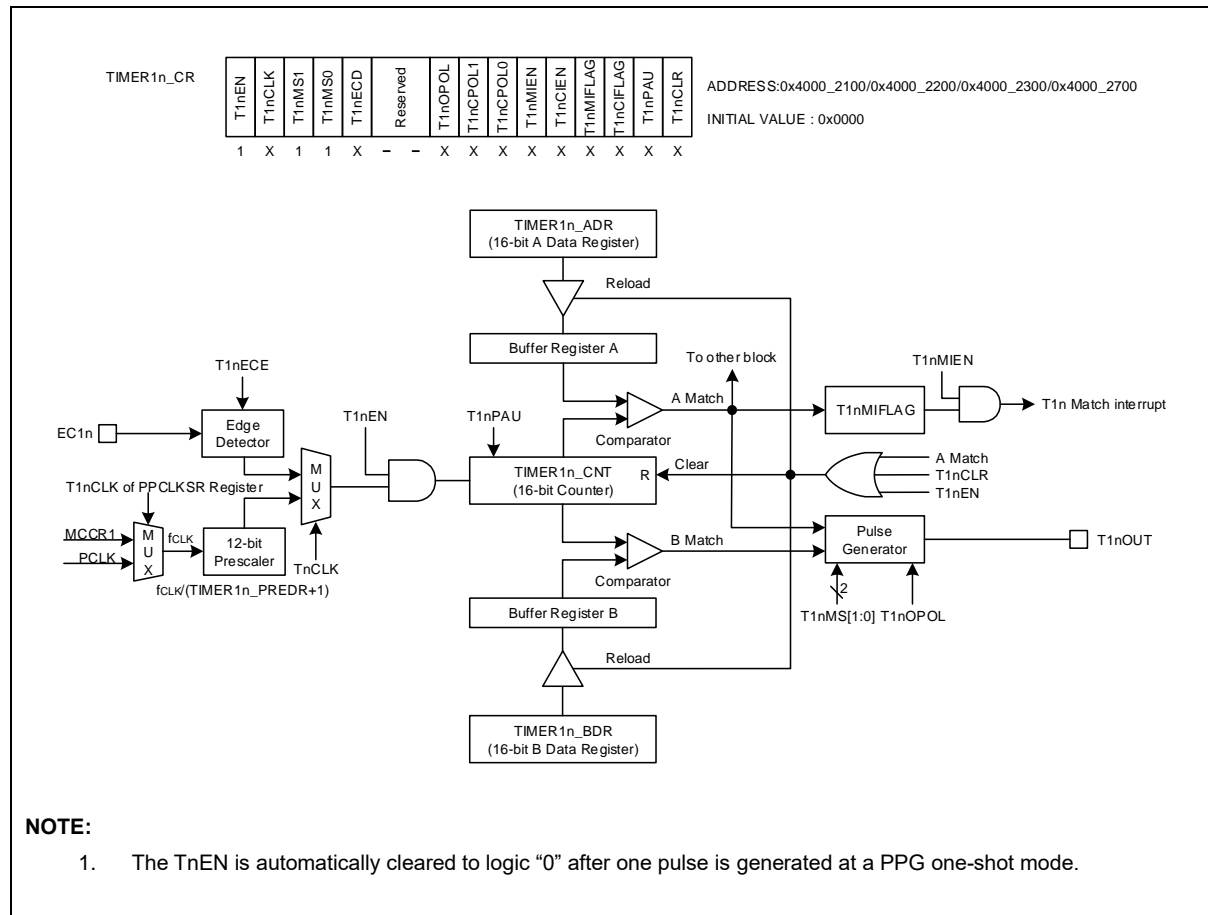 TIMER1n_CR
T1nEN
T1nCLK
T1nMS1
T1nMS0
T1nECD
Reserved
T1nOPOL
T1nCPOL1
T1nCPOL0
T1nMIEN
T1nCIEN
T1nMIFLAG
T1nCIFLAG
T1nPAU
T1nCLR
ADDRESS:0x4000_2100/0x4000_2200/0x4000_2300/0x4000_2700
INITIAL VALUE : 0x0000
1 X 1 1 X – – X X X X X X X X X
TIMER1n_ADR
(16-bit A Data Register)
Reload
Buffer Register A
To other block
T1nMIEN
T1nECE
A Match
T1nMIFLAG
T1n Match interrupt
EC1n
Edge
Detector
T1nEN
T1nPAU
Comparator
MUX
TIMER1n_CNT
(16-bit Counter)
R
Clear
A Match
T1nCLR
T1nEN
T1nCLK of PPCLKSR Register
MCCR1
PCLK
MUX
fCLK
12-bit
Prescaler
TnCLK
fCLK/(TIMER1n_PREDR+1)
B Match
Comparator
Pulse
Generator
T1nOUT
2
T1nMS[1:0] T1nOPOL
Buffer Register B
Reload
TIMER1n_BDR
(16-bit B Data Register)
NOTE:
1. The TnEN is automatically cleared to logic “0” after one pulse is generated at a PPG one-shot mode.